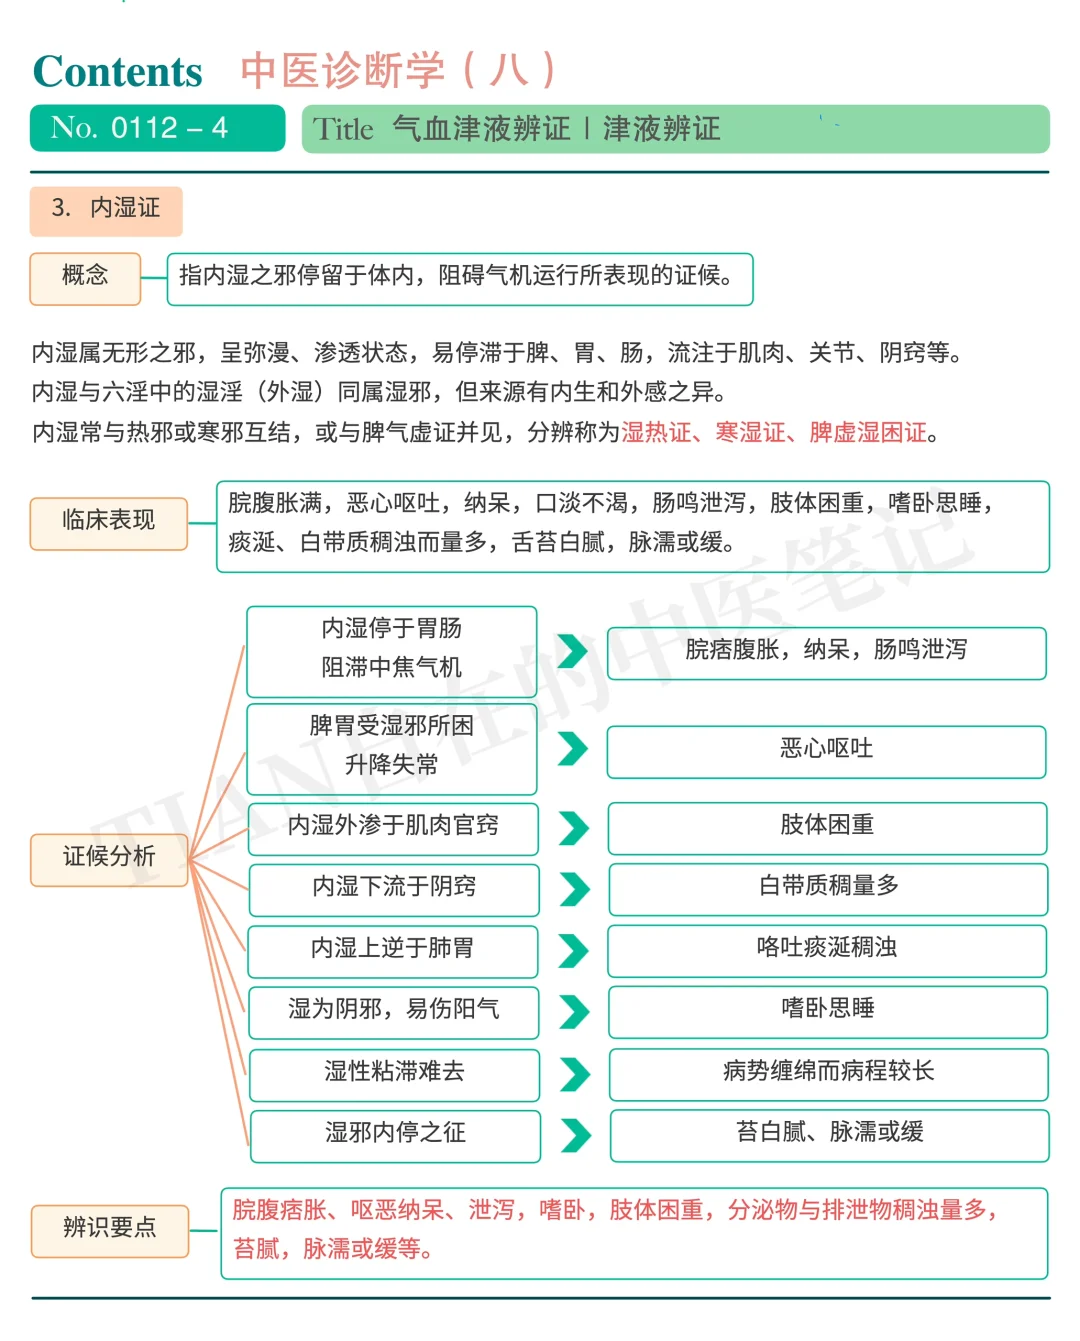 Contents 中医诊断学（八）
No. 0112 – 4 Title 气血津液辨证｜津液辨证
3. 内湿证
概念 指内湿之邪停留于体内，阻碍气机运行所表现的证候。
内湿属无形之邪，呈弥漫、渗透状态，易停滞于脾、胃、肠，流注于肌肉、关节、阴窍等。
内湿与六淫中的湿淫（外湿）同属湿邪，但来源有内生和外感之异。
内湿常与热邪或寒邪互结，或与脾气虚证并见，分辨称为湿热证、寒湿证、脾虚湿困证。
临床表现
脘腹胀满，恶心呕吐，纳呆，口淡不渴，肠鸣泄泻，肢体困重，嗜卧思睡，
痰涎、白带质稠浊而量多，舌苔白腻，脉濡或缓。
证候分析
内湿停于胃肠
阻滞中焦气机
脘痞腹胀，纳呆，肠鸣泄泻
脾胃受湿邪所困
升降失常
恶心呕吐
内湿外渗于肌肉官窍
肢体困重
内湿下流于阴窍
白带质稠量多
内湿上逆于肺胃
咯吐痰涎稠浊
湿为阴邪，易伤阳气
嗜卧思睡
湿性粘滞难去
病势缠绵而病程较长
湿邪内停之征
苔白腻、脉濡或缓
辨识要点
脘腹痞胀、呕恶纳呆、泄泻，嗜卧，肢体困重，分泌物与排泄物稠浊量多，
苔腻，脉濡或缓等。
TIAN自在的中医笔记